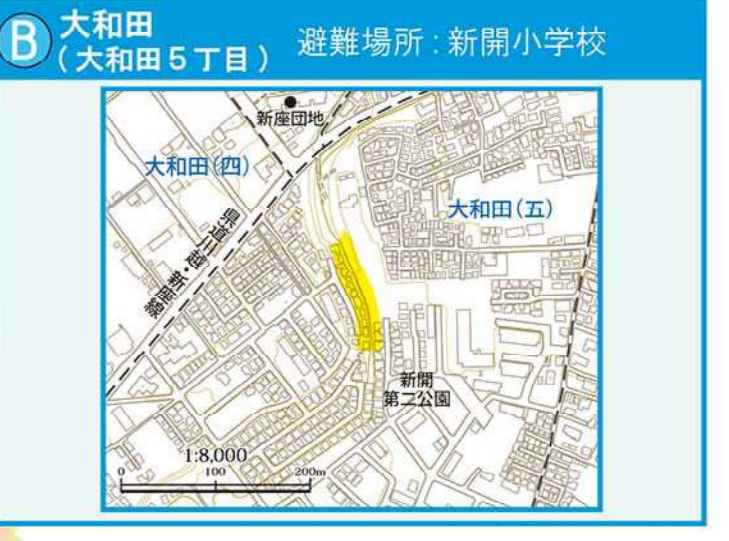 B
大和田
(大和田5丁目)
避難場所:新開小学校
新座団地
大和田(四)
大和田(五)
県道川越・新座線
新開
第二公園
1:8,000
0 100 200m